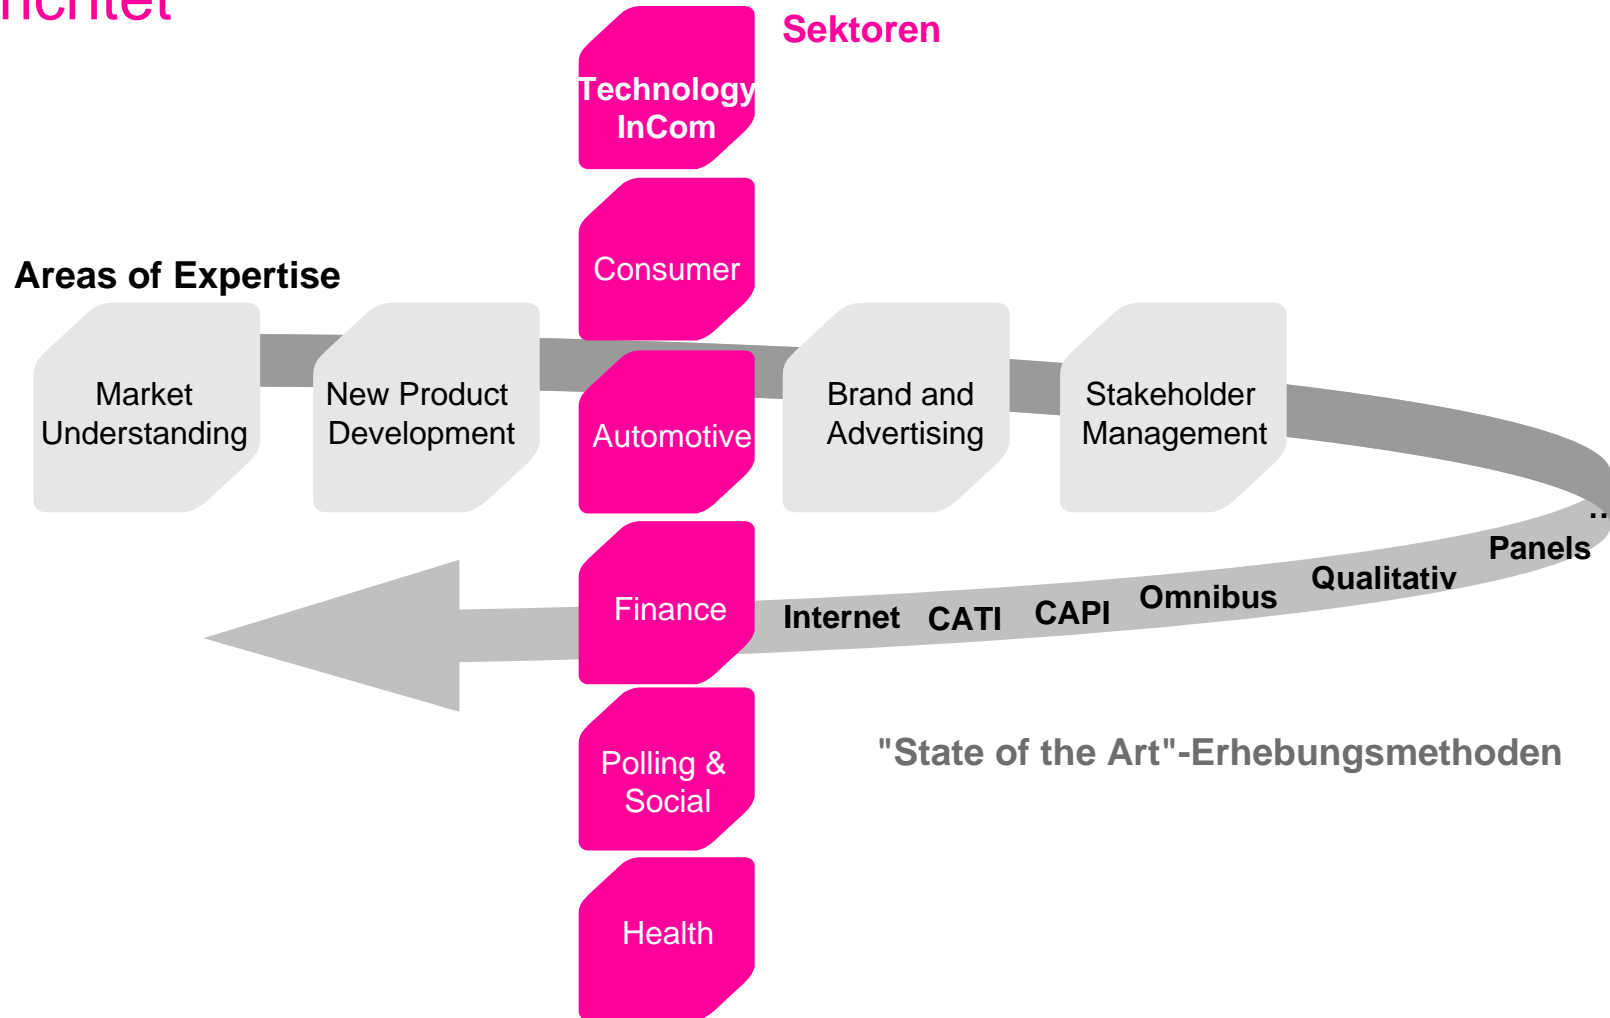 richtet
Sektoren
Technology
InCom
Consumer
Areas of Expertise
Market
Understanding
New Product
Development
Automotive
Brand and
Advertising
Stakeholder
Management
...
Panels
Qualitativ
Omnibus
CAPI
CATI
Internet
Finance
"State of the Art"-Erhebungsmethoden
Polling &
Social
Health